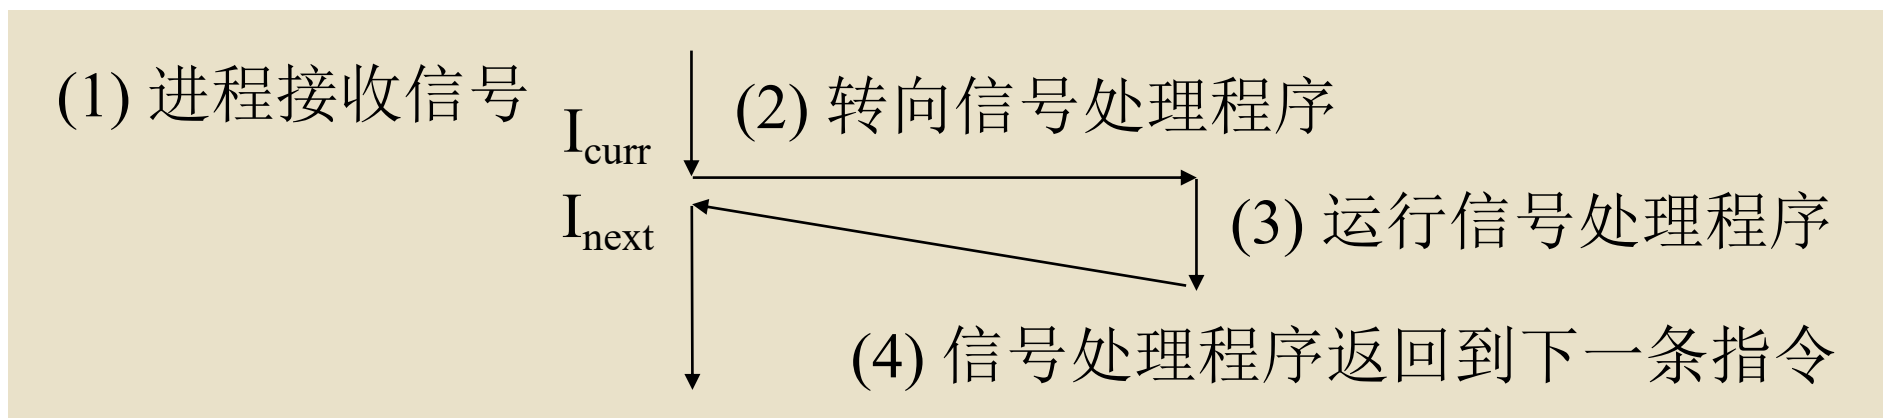 (1) 进程接收信号
(2) 转向信号处理程序
Icurr
Inext
(3) 运行信号处理程序
(4) 信号处理程序返回到下一条指令